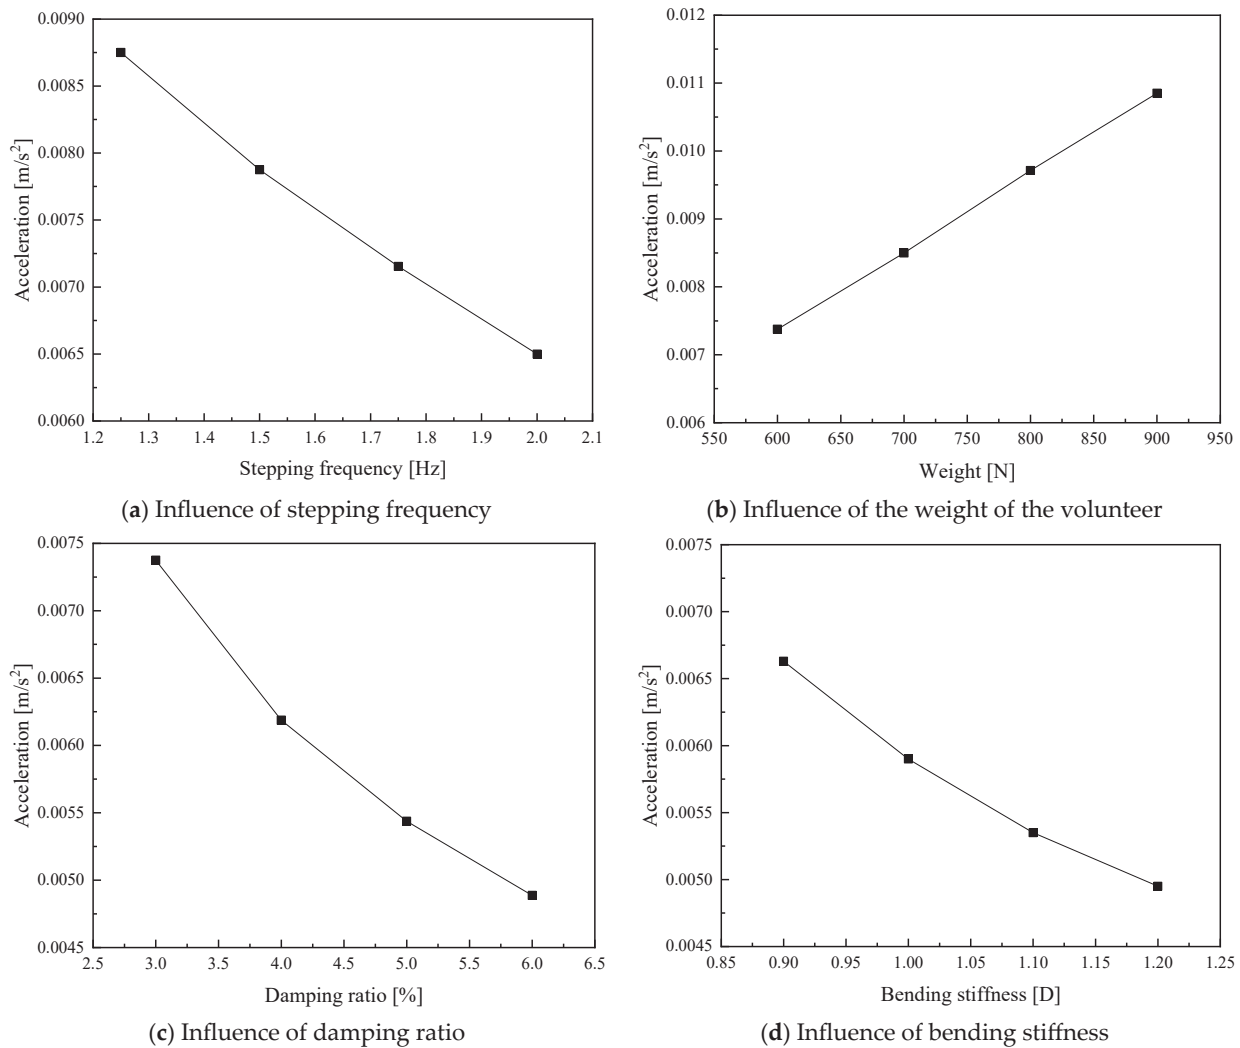 0.0090
0.0085
0.0080
0.0075
0.0070
0.0065
0.0060
Acceleration [m/s²]
1.2 1.3 1.4 1.5 1.6 1.7 1.8 1.9 2.0 2.1
Stepping frequency [Hz]
(a) Influence of stepping frequency
0.012
0.011
0.010
0.009
0.008
0.007
0.006
Acceleration [m/s²]
550 600 650 700 750 800 850 900 950
Weight [N]
(b) Influence of the weight of the volunteer
0.0075
0.0070
0.0065
0.0060
0.0055
0.0050
0.0045
Acceleration [m/s²]
2.5 3.0 3.5 4.0 4.5 5.0 5.5 6.0 6.5
Damping ratio [%]
(c) Influence of damping ratio
0.0075
0.0070
0.0065
0.0060
0.0055
0.0050
0.0045
Acceleration [m/s²]
0.85 0.90 0.95 1.00 1.05 1.10 1.15 1.20 1.25
Bending stiffness [D]
(d) Influence of bending stiffness